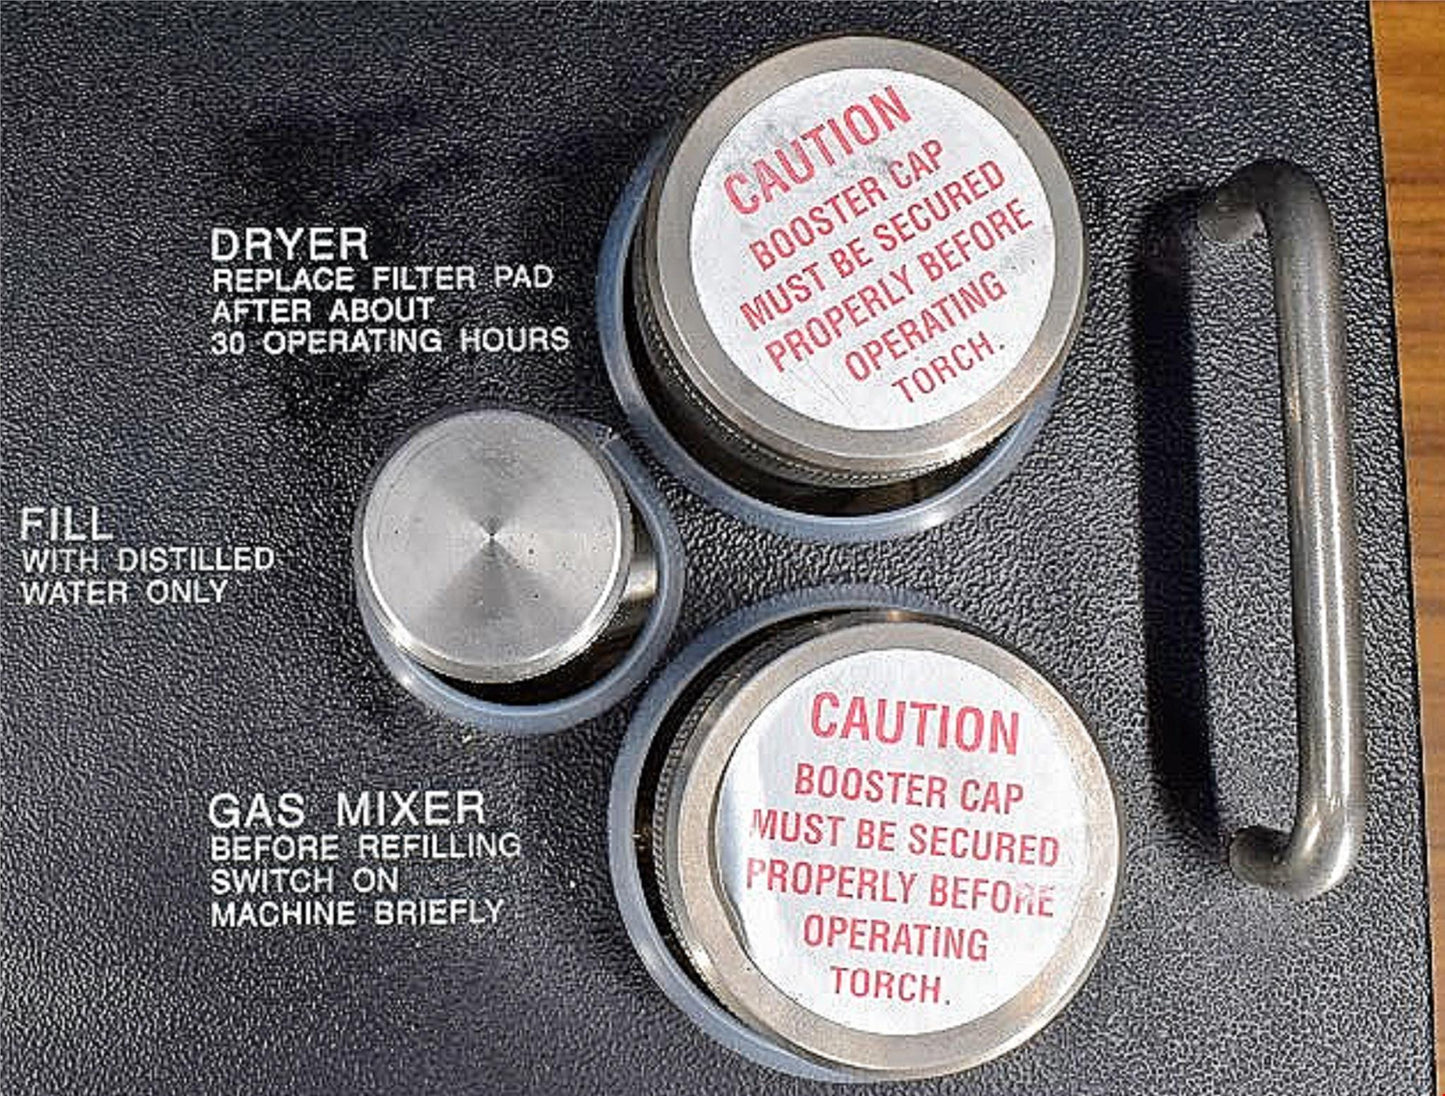 DRYER
REPLACE FILTER PAD
AFTER ABOUT
30 OPERATING HOURS
CAUTION
BOOSTER CAP
MUST BE SECURED
PROPERLY BEFORE
OPERATING
TORCH.
FILL
WITH DISTILLED
WATER ONLY
GAS MIXER
BEFORE REFILLING
SWITCH ON
MACHINE BRIEFLY
CAUTION
BOOSTER CAP
MUST BE SECURED
PROPERLY BEFORE
OPERATING
TORCH.